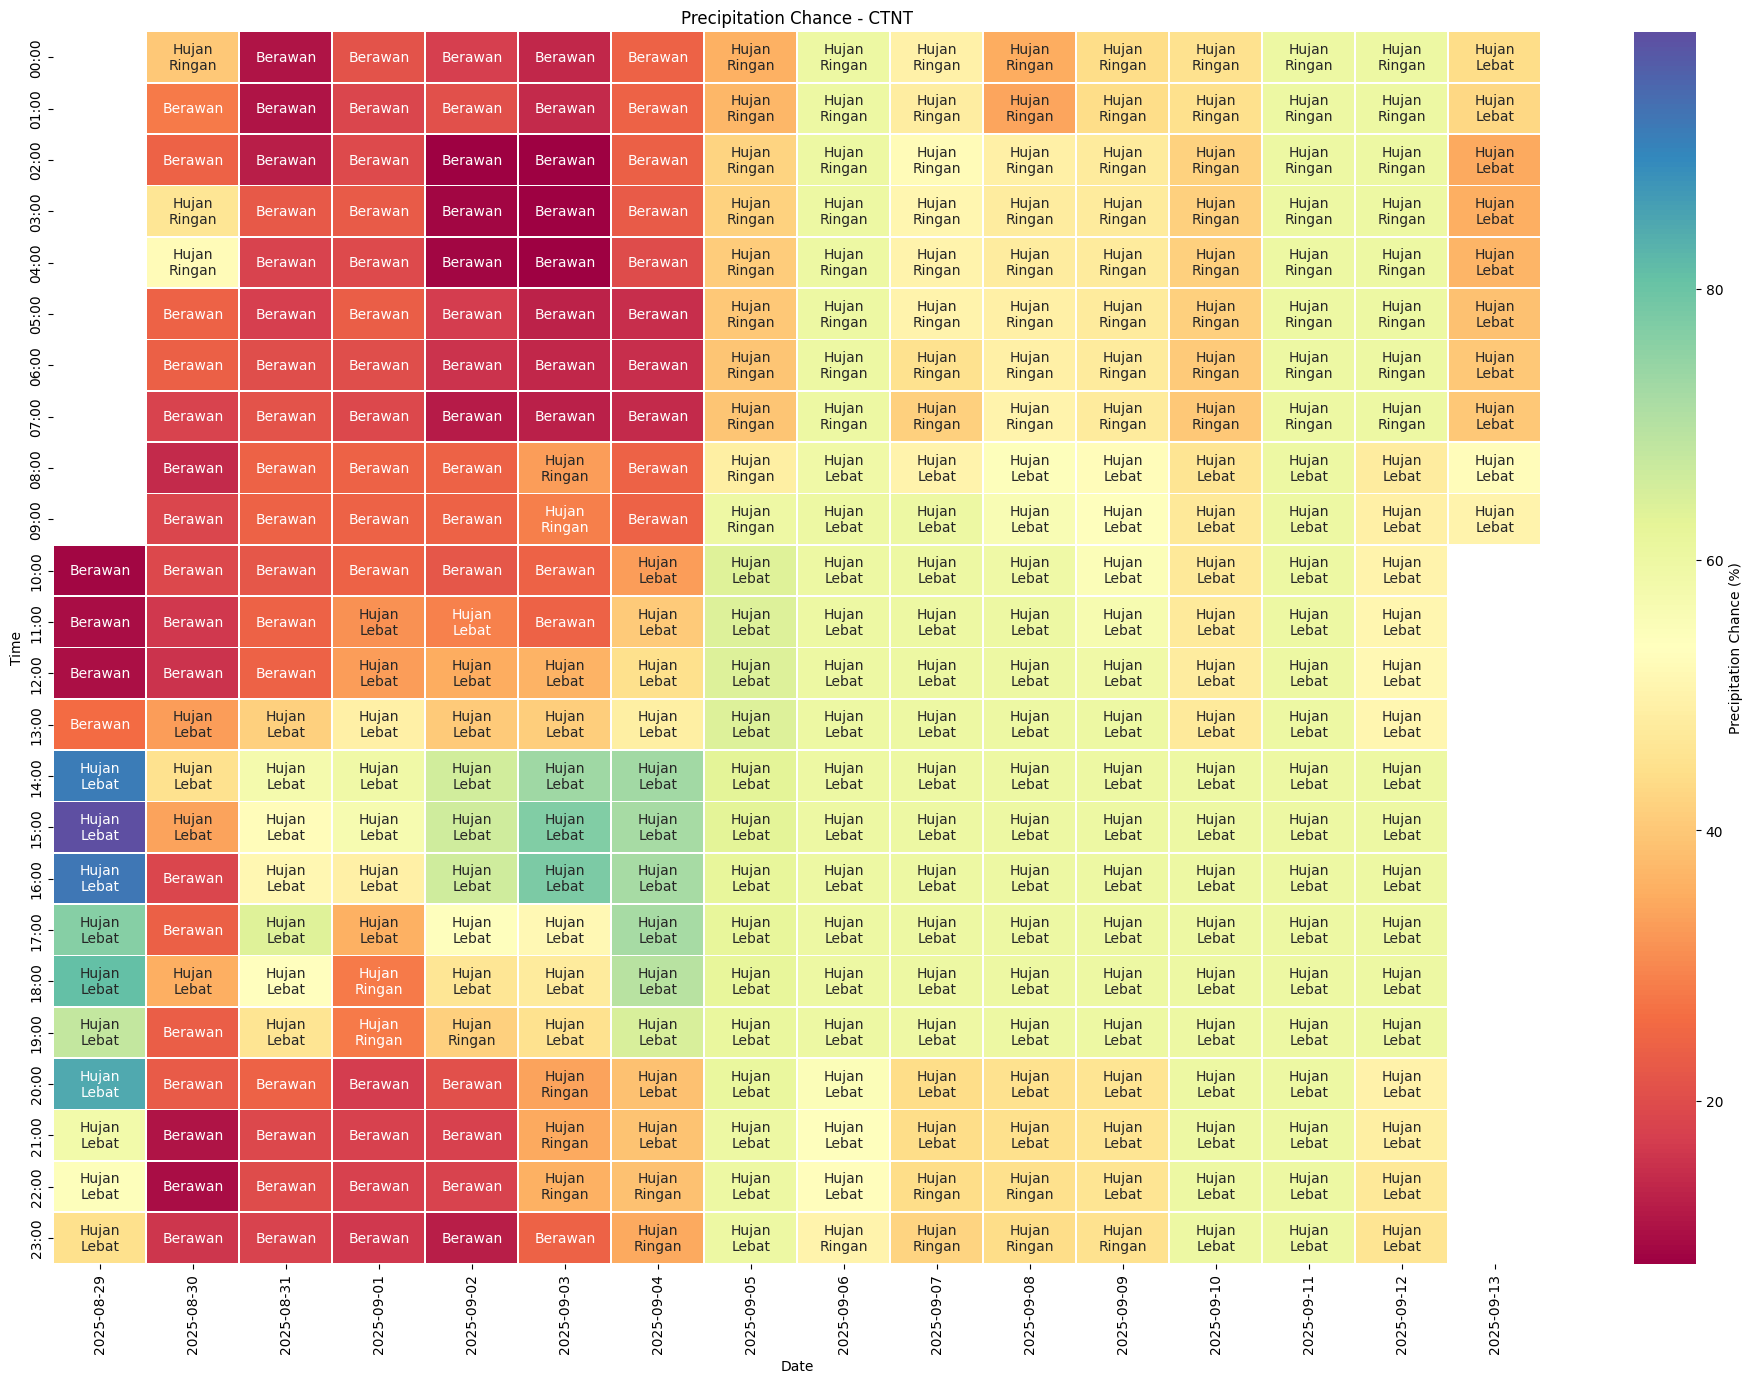 Precipitation Chance - CTNT
00:00 Hujan Ringan Berawan Berawan Berawan Berawan Berawan Hujan Ringan Hujan Ringan Hujan Ringan Hujan Ringan Hujan Ringan Hujan Ringan Hujan Ringan Hujan Ringan Hujan Lebat
01:00 Berawan Berawan Berawan Berawan Berawan Berawan Hujan Ringan Hujan Ringan Hujan Ringan Hujan Ringan Hujan Ringan Hujan Ringan Hujan Ringan Hujan Ringan Hujan Lebat
02:00 Berawan Berawan Berawan Berawan Berawan Berawan Hujan Ringan Hujan Ringan Hujan Ringan Hujan Ringan Hujan Ringan Hujan Ringan Hujan Ringan Hujan Ringan Hujan Lebat
03:00 Hujan Ringan Berawan Berawan Berawan Berawan Berawan Hujan Ringan Hujan Ringan Hujan Ringan Hujan Ringan Hujan Ringan Hujan Ringan Hujan Ringan Hujan Ringan Hujan Lebat
04:00 Hujan Ringan Berawan Berawan Berawan Berawan Berawan Hujan Ringan Hujan Ringan Hujan Ringan Hujan Ringan Hujan Ringan Hujan Ringan Hujan Ringan Hujan Ringan Hujan Lebat
05:00 Berawan Berawan Berawan Berawan Berawan Berawan Hujan Ringan Hujan Ringan Hujan Ringan Hujan Ringan Hujan Ringan Hujan Ringan Hujan Ringan Hujan Ringan Hujan Lebat
06:00 Berawan Berawan Berawan Berawan Berawan Berawan Hujan Ringan Hujan Ringan Hujan Ringan Hujan Ringan Hujan Ringan Hujan Ringan Hujan Ringan Hujan Ringan Hujan Lebat
07:00 Berawan Berawan Berawan Berawan Berawan Berawan Hujan Ringan Hujan Ringan Hujan Ringan Hujan Ringan Hujan Ringan Hujan Ringan Hujan Ringan Hujan Ringan Hujan Lebat
08:00 Berawan Berawan Berawan Berawan Hujan Ringan Berawan Hujan Ringan Hujan Lebat Hujan Lebat Hujan Lebat Hujan Lebat Hujan Lebat Hujan Lebat Hujan Lebat Hujan Lebat
09:00 Berawan Berawan Berawan Berawan Hujan Ringan Berawan Hujan Ringan Hujan Lebat Hujan Lebat Hujan Lebat Hujan Lebat Hujan Lebat Hujan Lebat Hujan Lebat Hujan Lebat
10:00 Berawan Berawan Berawan Berawan Berawan Berawan Hujan Lebat Hujan Lebat Hujan Lebat Hujan Lebat Hujan Lebat Hujan Lebat Hujan Lebat Hujan Lebat Hujan Lebat
11:00 Berawan Berawan Berawan Hujan Lebat Hujan Lebat Berawan Hujan Lebat Hujan Lebat Hujan Lebat Hujan Lebat Hujan Lebat Hujan Lebat Hujan Lebat Hujan Lebat Hujan Lebat
12:00 Berawan Berawan Berawan Hujan Lebat Hujan Lebat Hujan Lebat Hujan Lebat Hujan Lebat Hujan Lebat Hujan Lebat Hujan Lebat Hujan Lebat Hujan Lebat Hujan Lebat Hujan Lebat
13:00 Berawan Hujan Lebat Hujan Lebat Hujan Lebat Hujan Lebat Hujan Lebat Hujan Lebat Hujan Lebat Hujan Lebat Hujan Lebat Hujan Lebat Hujan Lebat Hujan Lebat Hujan Lebat Hujan Lebat
14:00 Hujan Lebat Hujan Lebat Hujan Lebat Hujan Lebat Hujan Lebat Hujan Lebat Hujan Lebat Hujan Lebat Hujan Lebat Hujan Lebat Hujan Lebat Hujan Lebat Hujan Lebat Hujan Lebat Hujan Lebat
15:00 Hujan Lebat Hujan Lebat Hujan Lebat Hujan Lebat Hujan Lebat Hujan Lebat Hujan Lebat Hujan Lebat Hujan Lebat Hujan Lebat Hujan Lebat Hujan Lebat Hujan Lebat Hujan Lebat Hujan Lebat
16:00 Hujan Lebat Berawan Hujan Lebat Hujan Lebat Hujan Lebat Hujan Lebat Hujan Lebat Hujan Lebat Hujan Lebat Hujan Lebat Hujan Lebat Hujan Lebat Hujan Lebat Hujan Lebat Hujan Lebat
17:00 Hujan Lebat Berawan Hujan Lebat Hujan Lebat Hujan Lebat Hujan Lebat Hujan Lebat Hujan Lebat Hujan Lebat Hujan Lebat Hujan Lebat Hujan Lebat Hujan Lebat Hujan Lebat Hujan Lebat
18:00 Hujan Lebat Hujan Lebat Hujan Lebat Hujan Ringan Hujan Lebat Hujan Lebat Hujan Lebat Hujan Lebat Hujan Lebat Hujan Lebat Hujan Lebat Hujan Lebat Hujan Lebat Hujan Lebat Hujan Lebat
19:00 Hujan Lebat Berawan Hujan Lebat Hujan Ringan Hujan Ringan Hujan Lebat Hujan Lebat Hujan Lebat Hujan Lebat Hujan Lebat Hujan Lebat Hujan Lebat Hujan Lebat Hujan Lebat Hujan Lebat
20:00 Hujan Lebat Berawan Berawan Berawan Berawan Hujan Ringan Hujan Lebat Hujan Lebat Hujan Lebat Hujan Lebat Hujan Lebat Hujan Lebat Hujan Lebat Hujan Lebat Hujan Lebat
21:00 Hujan Lebat Berawan Berawan Berawan Berawan Hujan Ringan Hujan Lebat Hujan Lebat Hujan Lebat Hujan Lebat Hujan Lebat Hujan Lebat Hujan Lebat Hujan Lebat Hujan Lebat
22:00 Hujan Lebat Berawan Berawan Berawan Berawan Hujan Ringan Hujan Ringan Hujan Lebat Hujan Lebat Hujan Ringan Hujan Ringan Hujan Lebat Hujan Lebat Hujan Lebat Hujan Lebat
23:00 Hujan Lebat Berawan Berawan Berawan Berawan Berawan Hujan Ringan Hujan Lebat Hujan Ringan Hujan Ringan Hujan Ringan Hujan Ringan Hujan Lebat Hujan Lebat Hujan Lebat
Time
2025-08-29 2025-08-30 2025-08-31 2025-09-01 2025-09-02 2025-09-03 2025-09-04 2025-09-05 2025-09-06 2025-09-07 2025-09-08 2025-09-09 2025-09-10 2025-09-11 2025-09-12 2025-09-13
Date
80
60
40
20
Precipitation Chance (%)